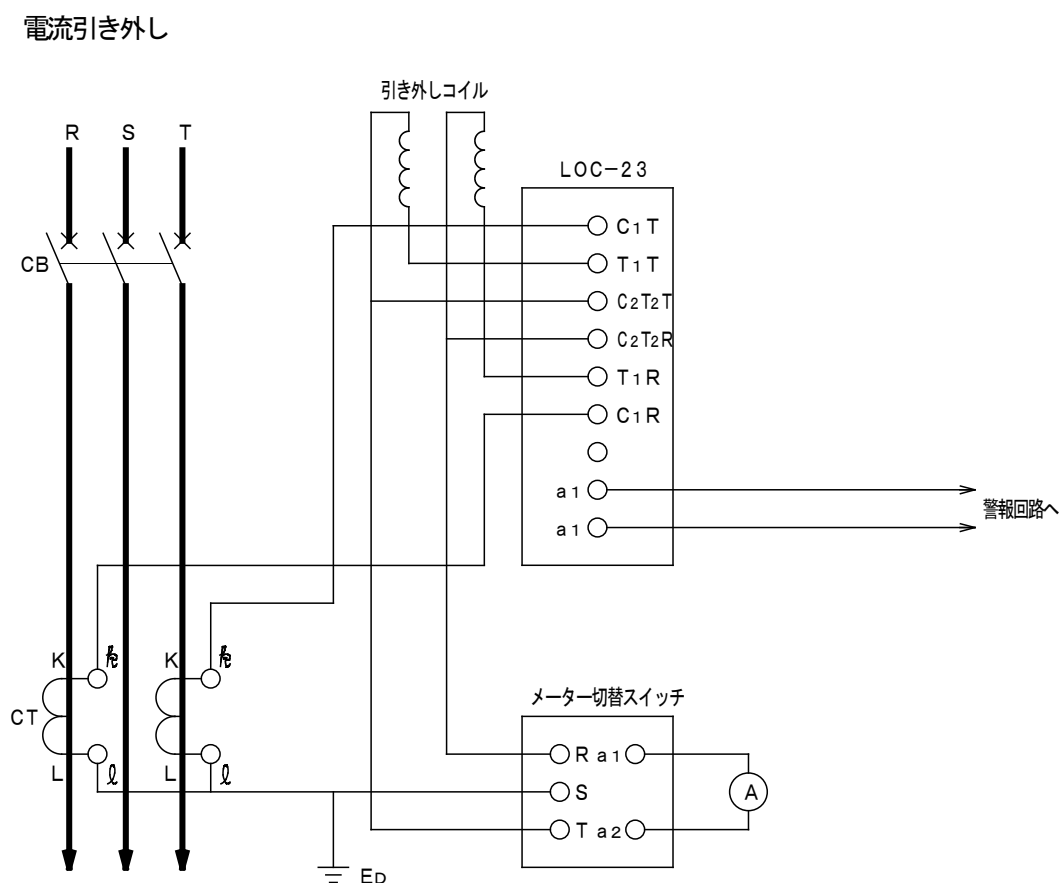 電流引き外し
引き外しコイル
R S T
LOC-23
C1T
CB
T1T
C2T2T
C2T2R
T1R
C1R
a1
警報回路へ
a1
K k K k
メーター切替スイッチ
CT
R a1
L ℓ L ℓ
S
A
T a2
ED